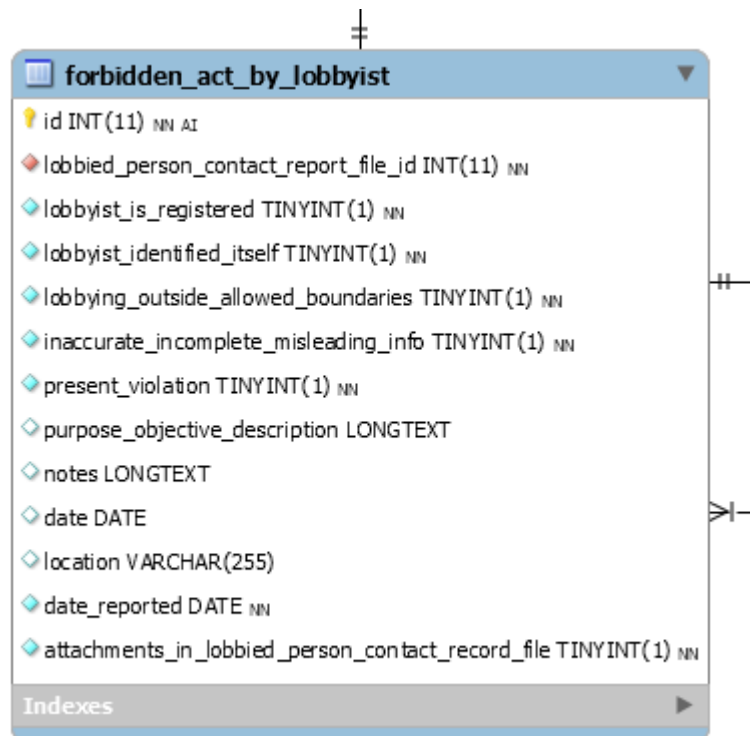 forbidden_act_by_lobbyist
id INT(11) NN AI
lobbied_person_contact_report_file_id INT(11) NN
lobbyist_is_registered TINYINT(1) NN
lobbyist_identified_itself TINYINT(1) NN
lobbying_outside_allowed_boundaries TINYINT(1) NN
inaccurate_incomplete_misleading_info TINYINT(1) NN
present_violation TINYINT(1) NN
purpose_objective_description LONGTEXT
notes LONGTEXT
date DATE
location VARCHAR(255)
date_reported DATE NN
attachments_in_lobbied_person_contact_record_file TINYINT(1) NN
Indexes